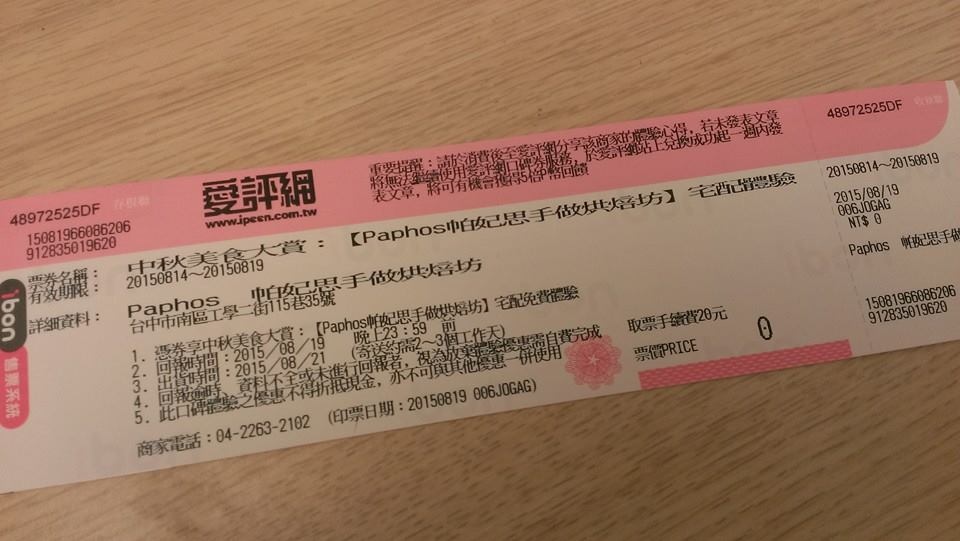 48972525DF 存根聯
15081966086206
912835019620
愛評網
www.ipeen.com.tw
重要提醒：請於消費後至愛評網分享該商家的體驗心得，若未發表文章
將無法繼續使用愛評網口碑券服務，於愛評網站上兌換成功起一週內發
表文章，將可有機會獲得5倍
票券名稱：中秋美食大賞：【Paphos帕妃思手做烘焙坊】宅配體驗
有效期限：20150814～20150819
詳細資料：Paphos 帕妃思手做烘焙坊
台中市南區工學二街115巷35號
1. 憑券享中秋美食大賞：【Paphos帕妃思手做烘焙坊】宅配免費體驗
2. 回報時間：2015/08/19 晚上23:59 前
3. 出貨時間：2015/08/21 (寄送約需2～3個工作天)
4. 回報逾時、資料不全或未進行回報者，視為放棄體驗優惠需自費完成
5. 此口碑體驗之優惠不得折抵現金，亦不可與其他優惠一併使用
商家電話：04-2263-2102 (印票日期：20150819 006JOGAG)
取票手續費20元
票價PRICE 0
ibon
售票系統
48972525DF
20150814～20150819
2015/08/19
006JOGAG
NT$ 0
Paphos 帕妃思手做
15081966086206
912835019620